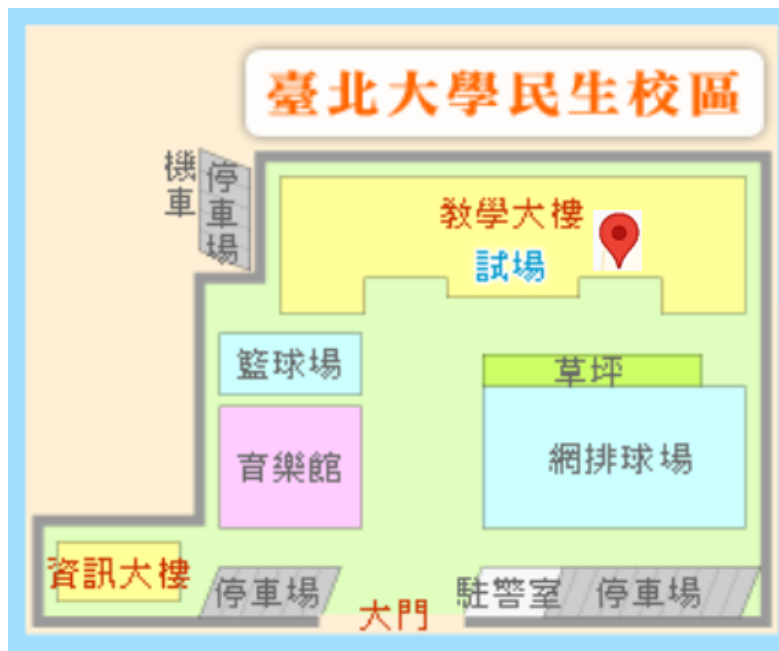 臺北大學民生校區
機車
停車場
教學大樓
試場
籃球場
草坪
育樂館
網排球場
資訊大樓
停車場
大門
駐警室
停車場